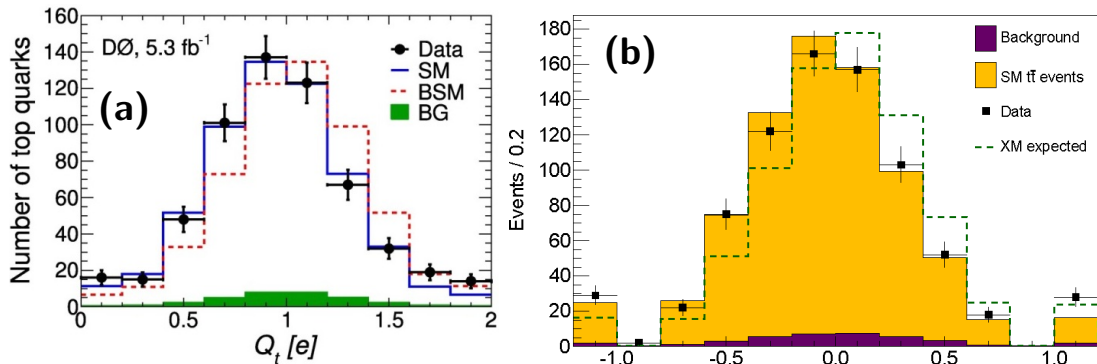 160
140
120
100
80
60
40
20
0
Number of top quarks
DØ, 5.3 fb⁻¹
(a)
Data
SM
BSM
BG
0 0.5 1 1.5 2
Q_t [e]
180
160
140
120
100
80
60
40
20
0
Events / 0.2
(b)
Background
SM tt̄ events
Data
XM expected
-1.0 -0.5 0.0 0.5 1.0